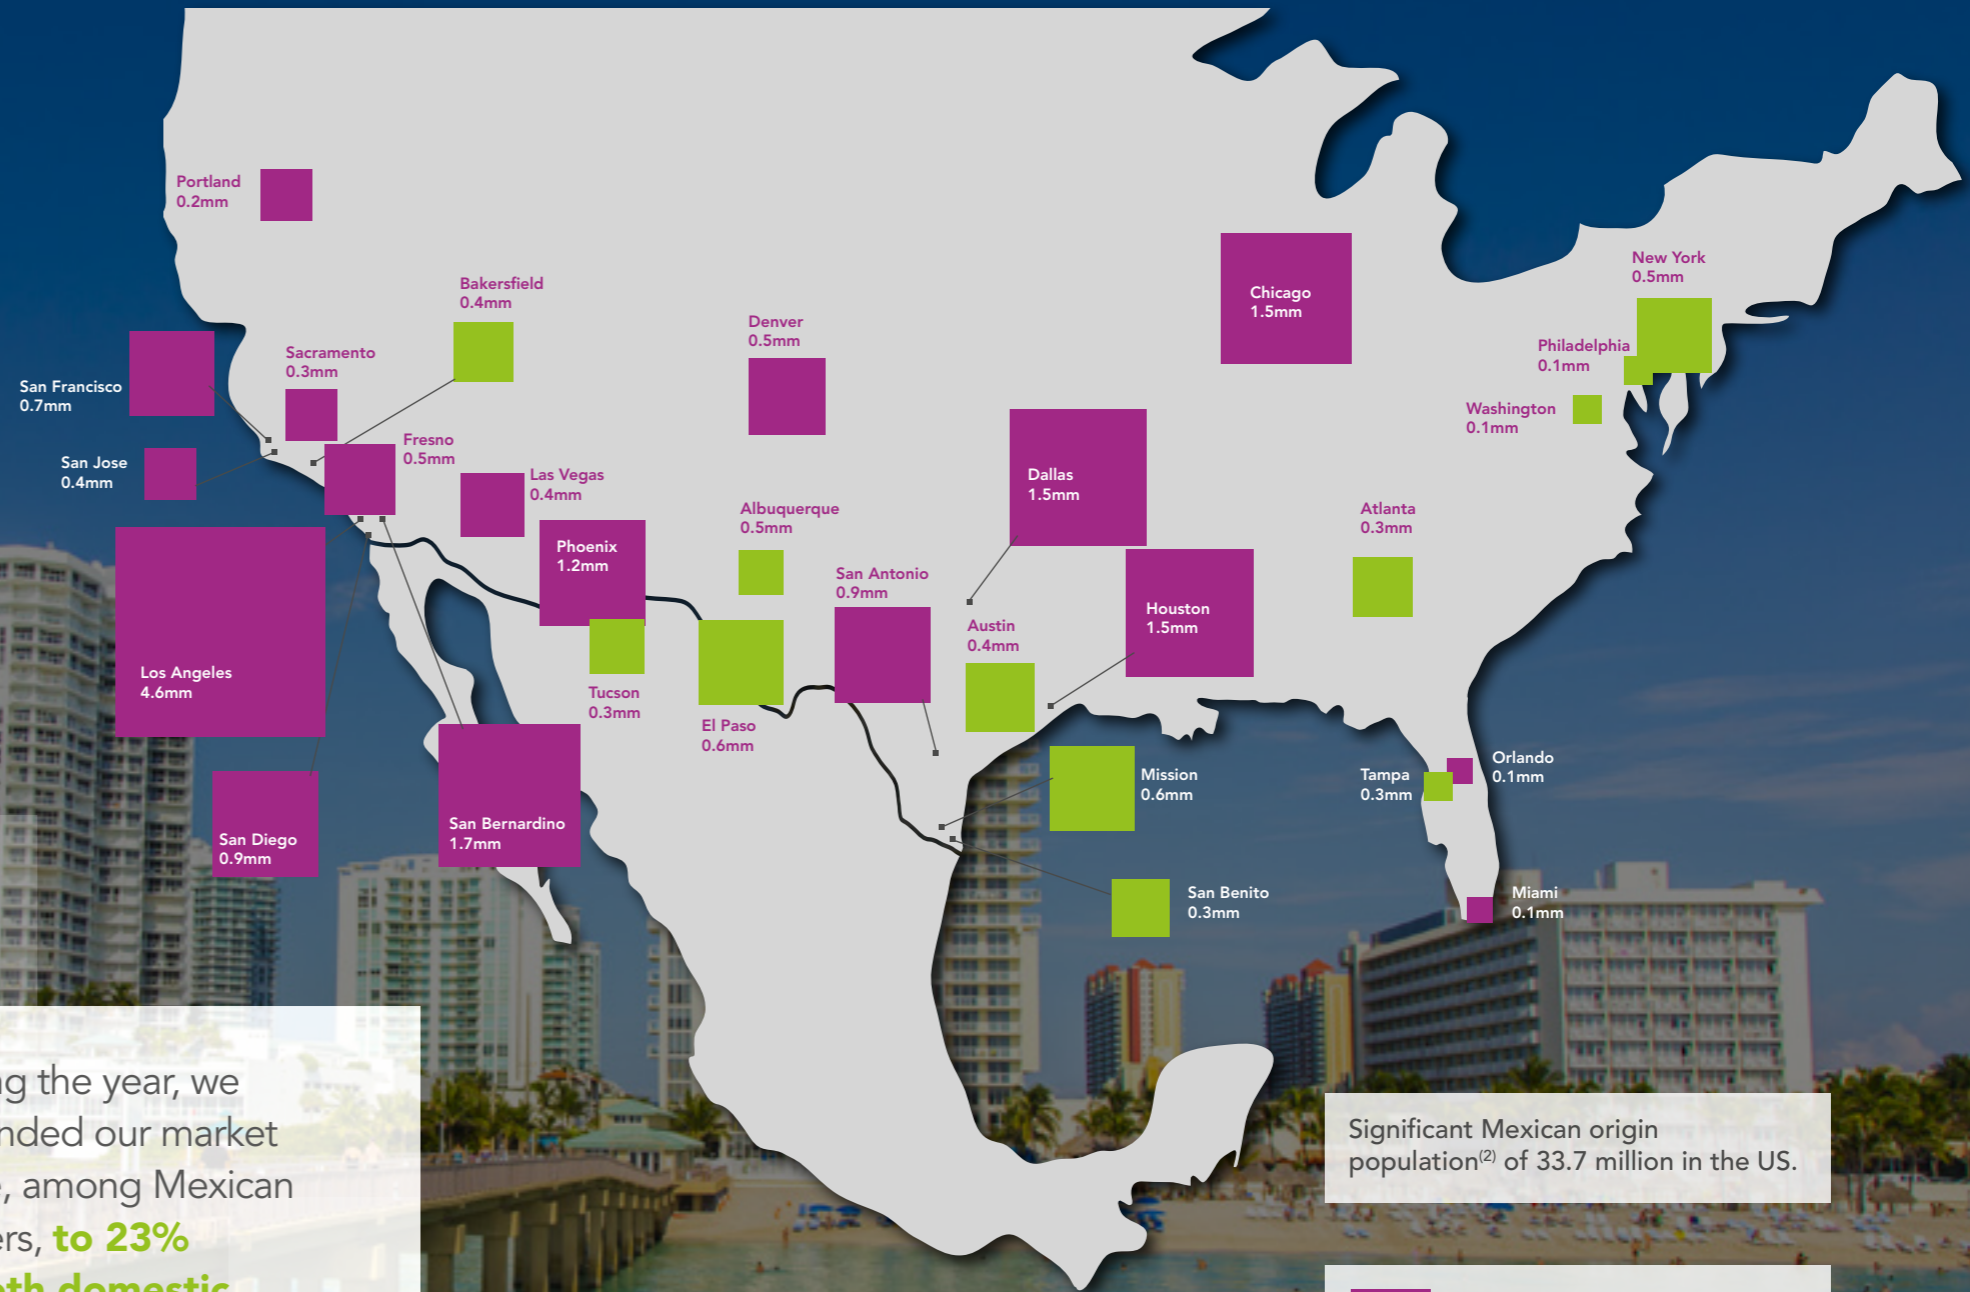 Portland
0.2mm
Bakersfield
0.4mm
Denver
0.5mm
Chicago
1.5mm
New York
0.5mm
Philadelphia
0.1mm
Washington
0.1mm
Sacramento
0.3mm
San Francisco
0.7mm
Fresno
0.5mm
San Jose
0.4mm
Las Vegas
0.4mm
Dallas
1.5mm
Albuquerque
0.5mm
Atlanta
0.3mm
Phoenix
1.2mm
San Antonio
0.9mm
Houston
1.5mm
Austin
0.4mm
Los Angeles
4.6mm
Tucson
0.3mm
El Paso
0.6mm
Mission
0.6mm
Orlando
0.1mm
Tampa
0.3mm
San Diego
0.9mm
San Bernardino
1.7mm
San Benito
0.3mm
Miami
0.1mm
the year, we
our market
among Mexican
to 23%
domestic
Significant Mexican origin
population(2) of 33.7 million in the US.